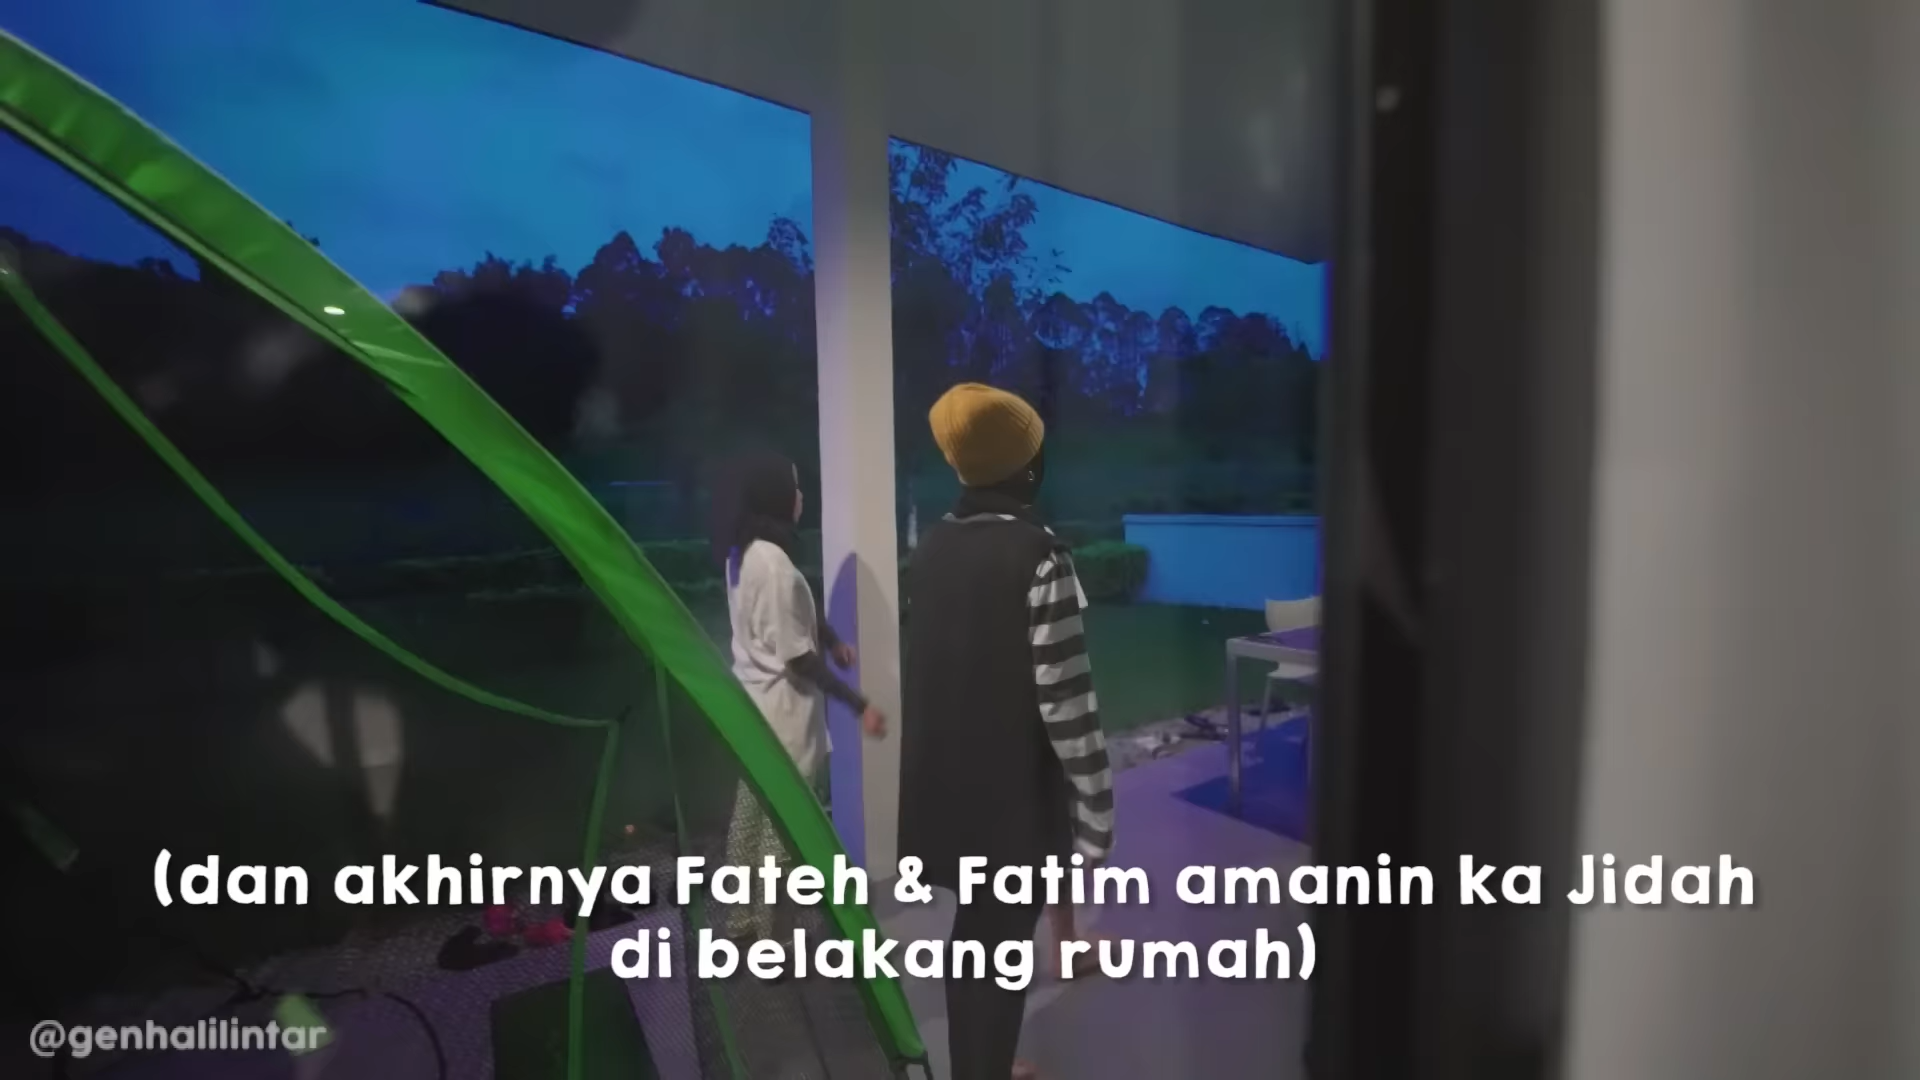 (dan akhirnya Fateh & Fatim amanin ka Jidah
di belakang rumah)
@genhalilintar